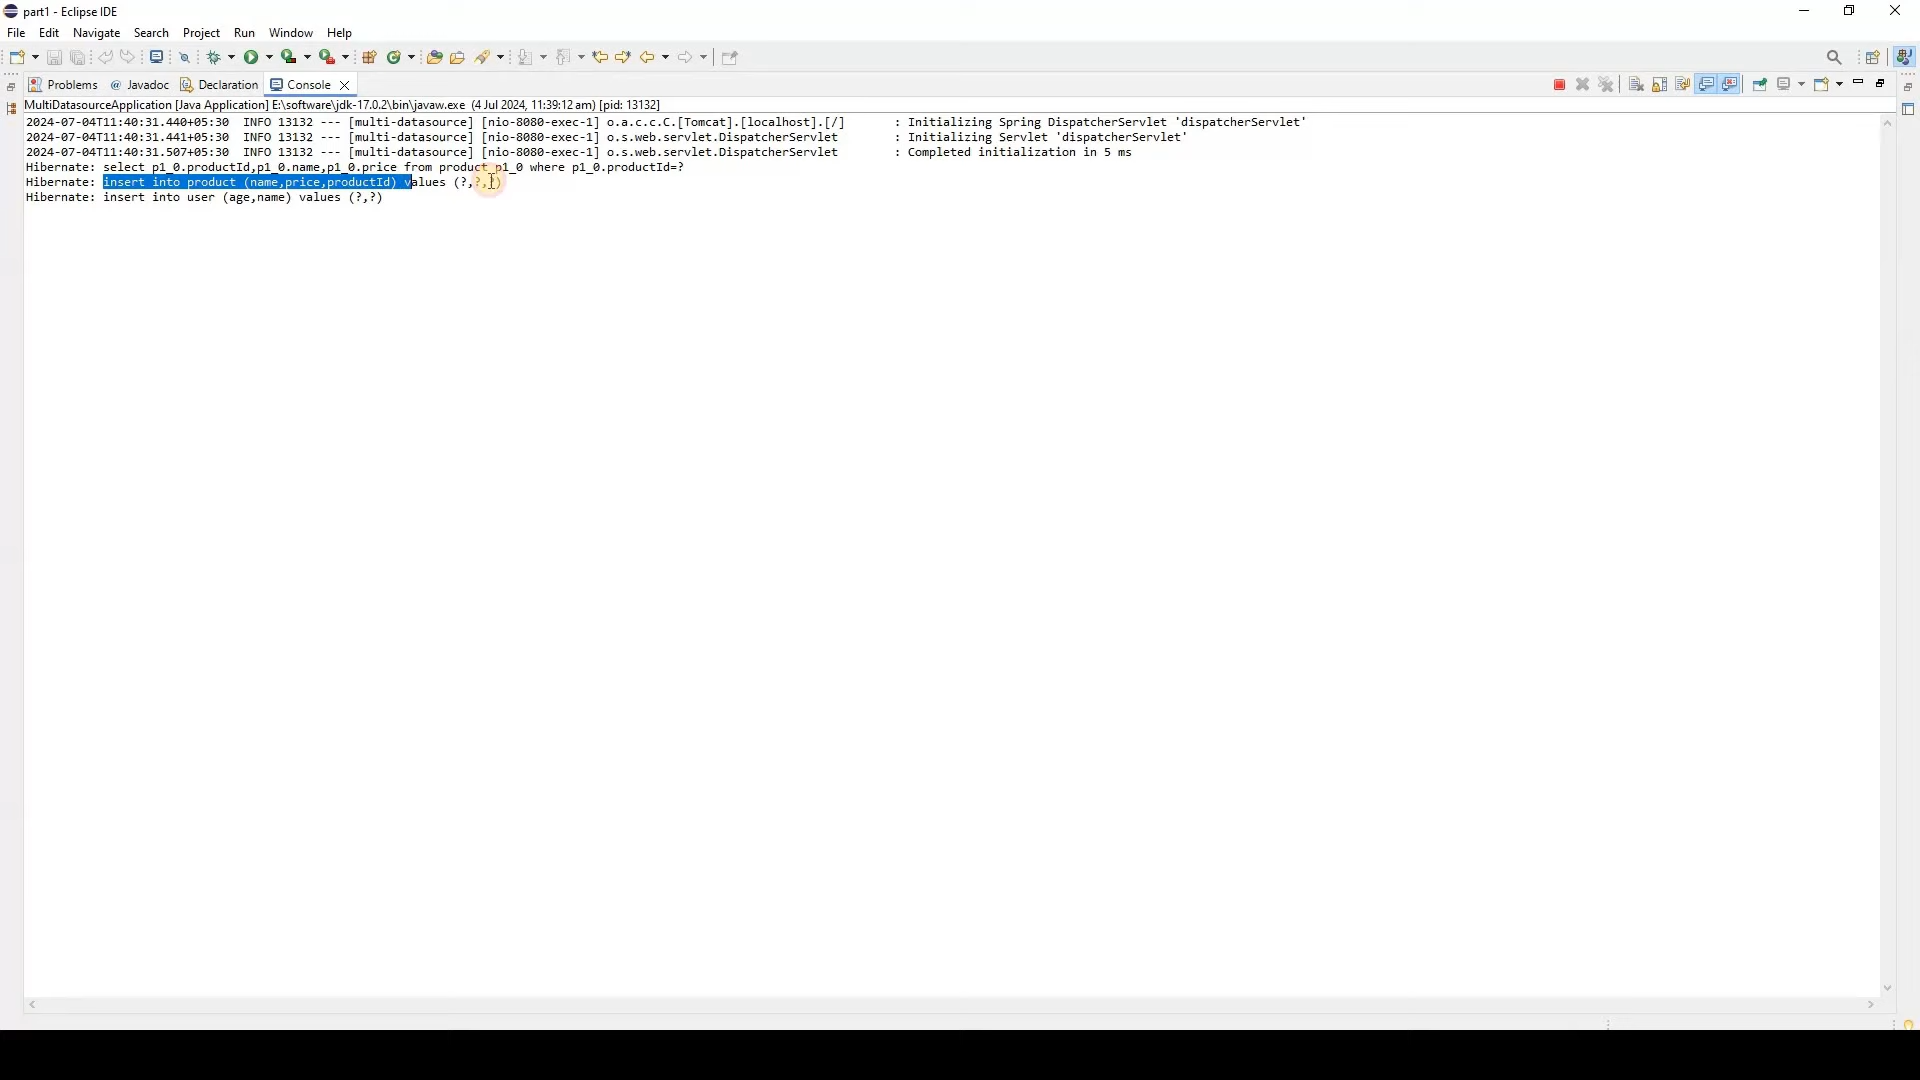 part1 - Eclipse IDE
File Edit Navigate Search Project Run Window Help
Problems Javadoc Declaration Console
MultiDatasourceApplication [Java Application] E:\software\jdk-17.0.2\bin\javaw.exe (4 Jul 2024, 11:39:12 am) [pid: 13132]
2024-07-04T11:40:31.440+05:30 INFO 13132 --- [multi-datasource] [nio-8080-exec-1] o.a.c.c.C.[Tomcat].[localhost].[/] : Initializing Spring DispatcherServlet 'dispatcherServlet'
2024-07-04T11:40:31.441+05:30 INFO 13132 --- [multi-datasource] [nio-8080-exec-1] o.s.web.servlet.DispatcherServlet : Initializing Servlet 'dispatcherServlet'
2024-07-04T11:40:31.507+05:30 INFO 13132 --- [multi-datasource] [nio-8080-exec-1] o.s.web.servlet.DispatcherServlet : Completed initialization in 5 ms
Hibernate: select p1_0.productId,p1_0.name,p1_0.price from product p1_0 where p1_0.productId=?
Hibernate: insert into product (name,price,productId) values (?,?,?)
Hibernate: insert into user (age,name) values (?,?)